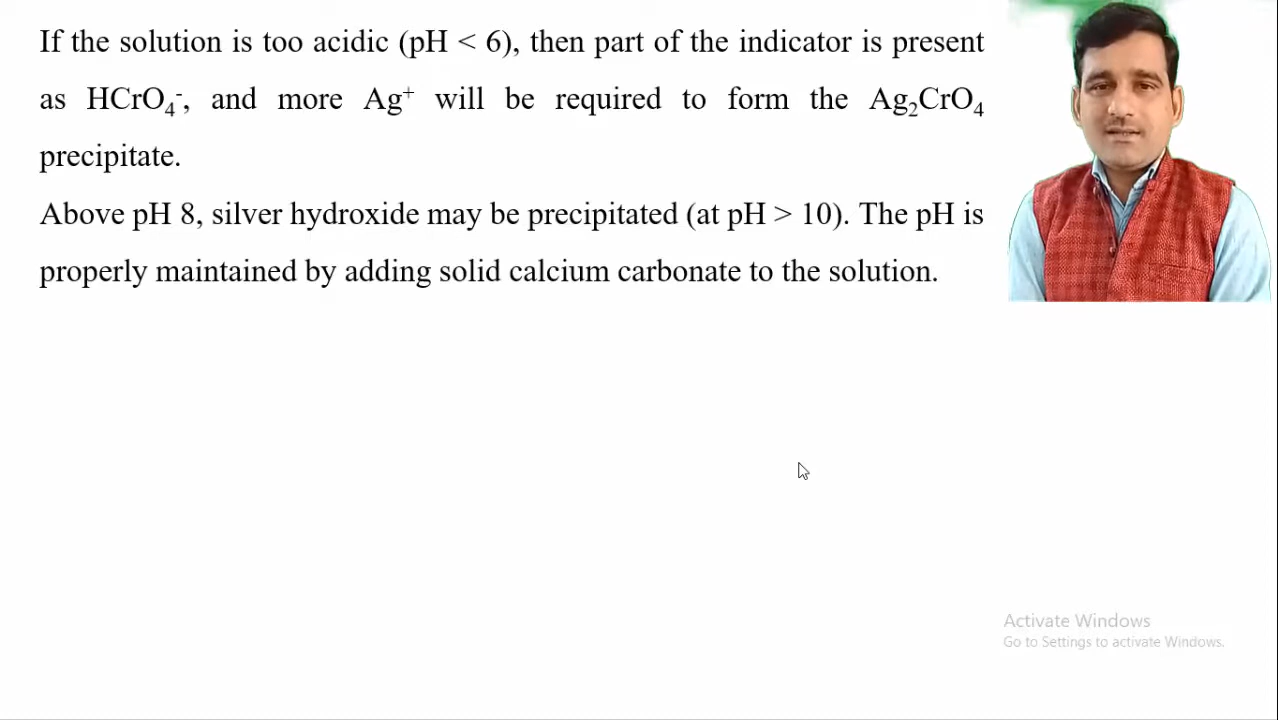 If the solution is too acidic (pH < 6), then part of the indicator is present
as HCrO₄⁻, and more Ag⁺ will be required to form the Ag₂CrO₄
precipitate.
Above pH 8, silver hydroxide may be precipitated (at pH > 10). The pH is
properly maintained by adding solid calcium carbonate to the solution.
Activate Windows
Go to Settings to activate Windows.